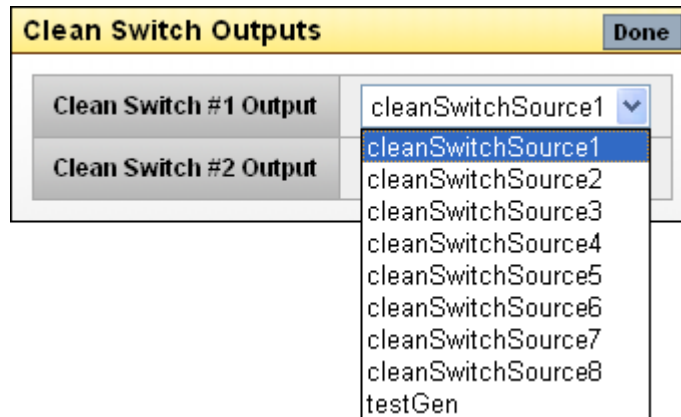 Clean Switch Outputs Done
Clean Switch #1 Output cleanSwitchSource1
Clean Switch #2 Output
cleanSwitchSource1
cleanSwitchSource2
cleanSwitchSource3
cleanSwitchSource4
cleanSwitchSource5
cleanSwitchSource6
cleanSwitchSource7
cleanSwitchSource8
testGen